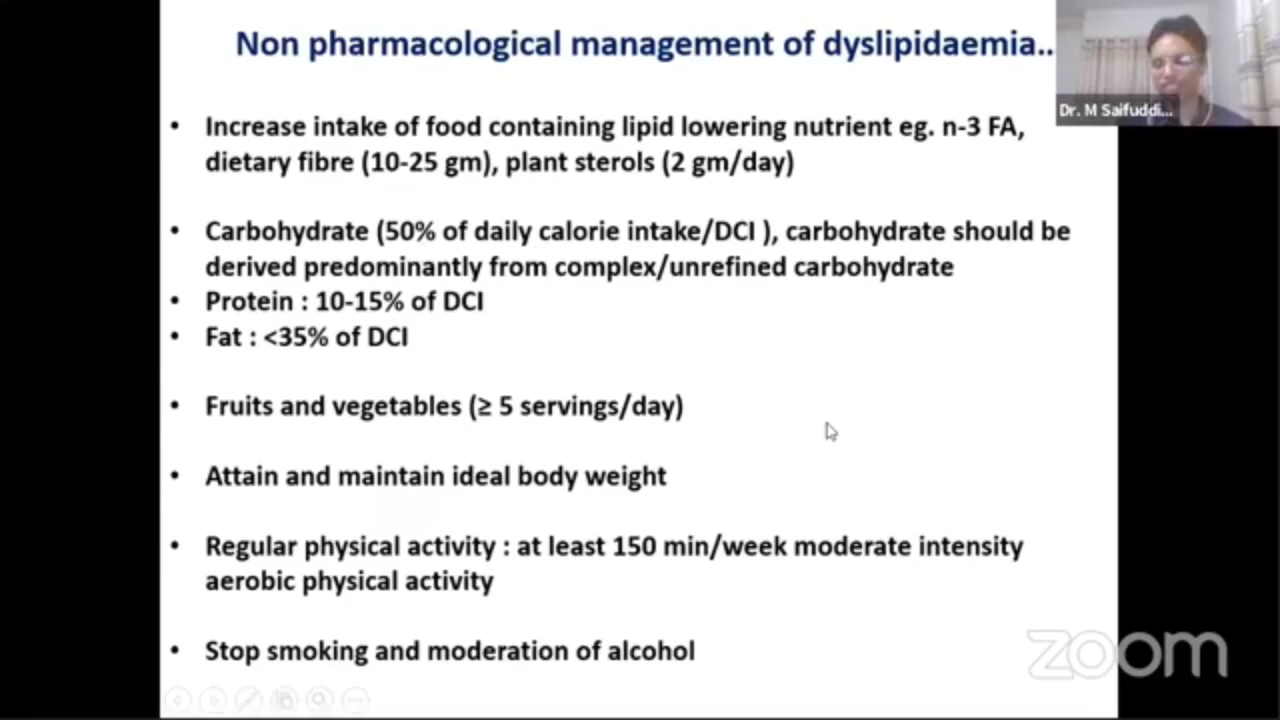 Non pharmacological management of dyslipidaemia..
Dr. M Saifuddi...
• Increase intake of food containing lipid lowering nutrient eg. n-3 FA,
dietary fibre (10-25 gm), plant sterols (2 gm/day)
• Carbohydrate (50% of daily calorie intake/DCI ), carbohydrate should be
derived predominantly from complex/unrefined carbohydrate
• Protein : 10-15% of DCI
• Fat : <35% of DCI
• Fruits and vegetables (≥ 5 servings/day)
• Attain and maintain ideal body weight
• Regular physical activity : at least 150 min/week moderate intensity
aerobic physical activity
• Stop smoking and moderation of alcohol
zoom